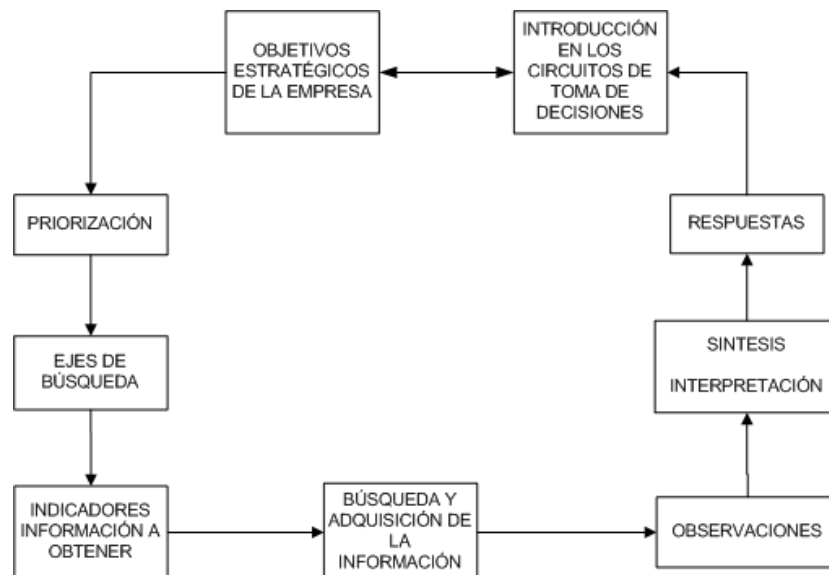 OBJETIVOS
ESTRATÉGICOS
DE LA EMPRESA
INTRODUCCIÓN
EN LOS
CIRCUITOS DE
TOMA DE
DECISIONES
PRIORIZACIÓN
RESPUESTAS
EJES DE
BÚSQUEDA
SINTESIS
INTERPRETACIÓN
INDICADORES
INFORMACIÓN A
OBTENER
BÚSQUEDA Y
ADQUISICIÓN DE
LA
INFORMACIÓN
OBSERVACIONES